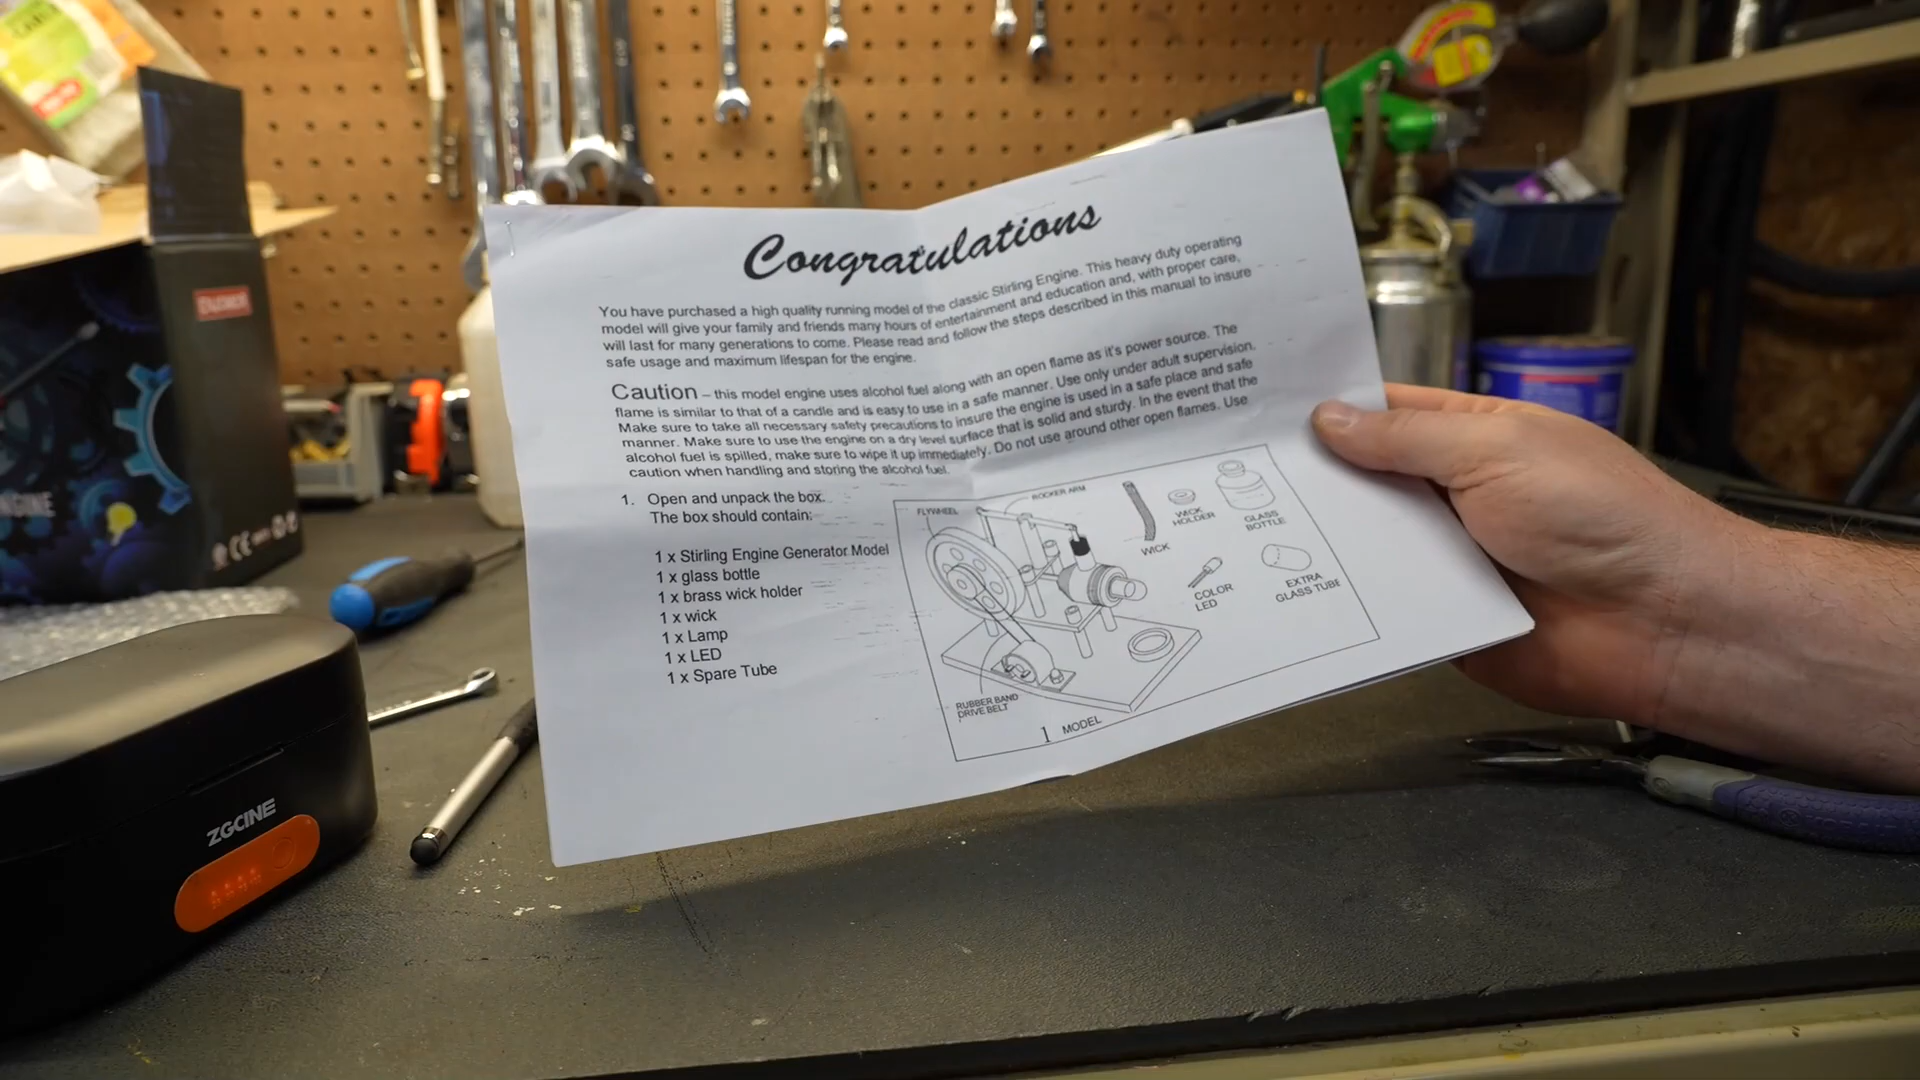 Congratulations
You have purchased a high quality running model of the classic Stirling Engine. This heavy duty operating
model will give your family and friends many hours of entertainment and education and, with proper care,
will last for many generations to come. Please read and follow the steps described in this manual to insure
safe usage and maximum lifespan for the engine.
Caution – this model engine uses alcohol fuel along with an open flame as it's power source. The
flame is similar to that of a candle and is easy to use in a safe manner. Use only under adult supervision.
Make sure to take all necessary safety precautions to insure the engine is used in a safe place and safe
manner. Make sure to use the engine on a dry level surface that is solid and sturdy. In the event that the
alcohol fuel is spilled, make sure to wipe it up immediately. Do not use around other open flames. Use
caution when handling and storing the alcohol fuel.
1. Open and unpack the box.
The box should contain:
1 x Stirling Engine Generator Model
1 x glass bottle
1 x brass wick holder
1 x wick
1 x Lamp
1 x LED
1 x Spare Tube
FLYWHEEL
ROCKER ARM
WICK
WICK
HOLDER
GLASS
BOTTLE
COLOR
LED
EXTRA
GLASS TUBE
RUBBER BAND
DRIVE BELT
1 MODEL
ZGCINE